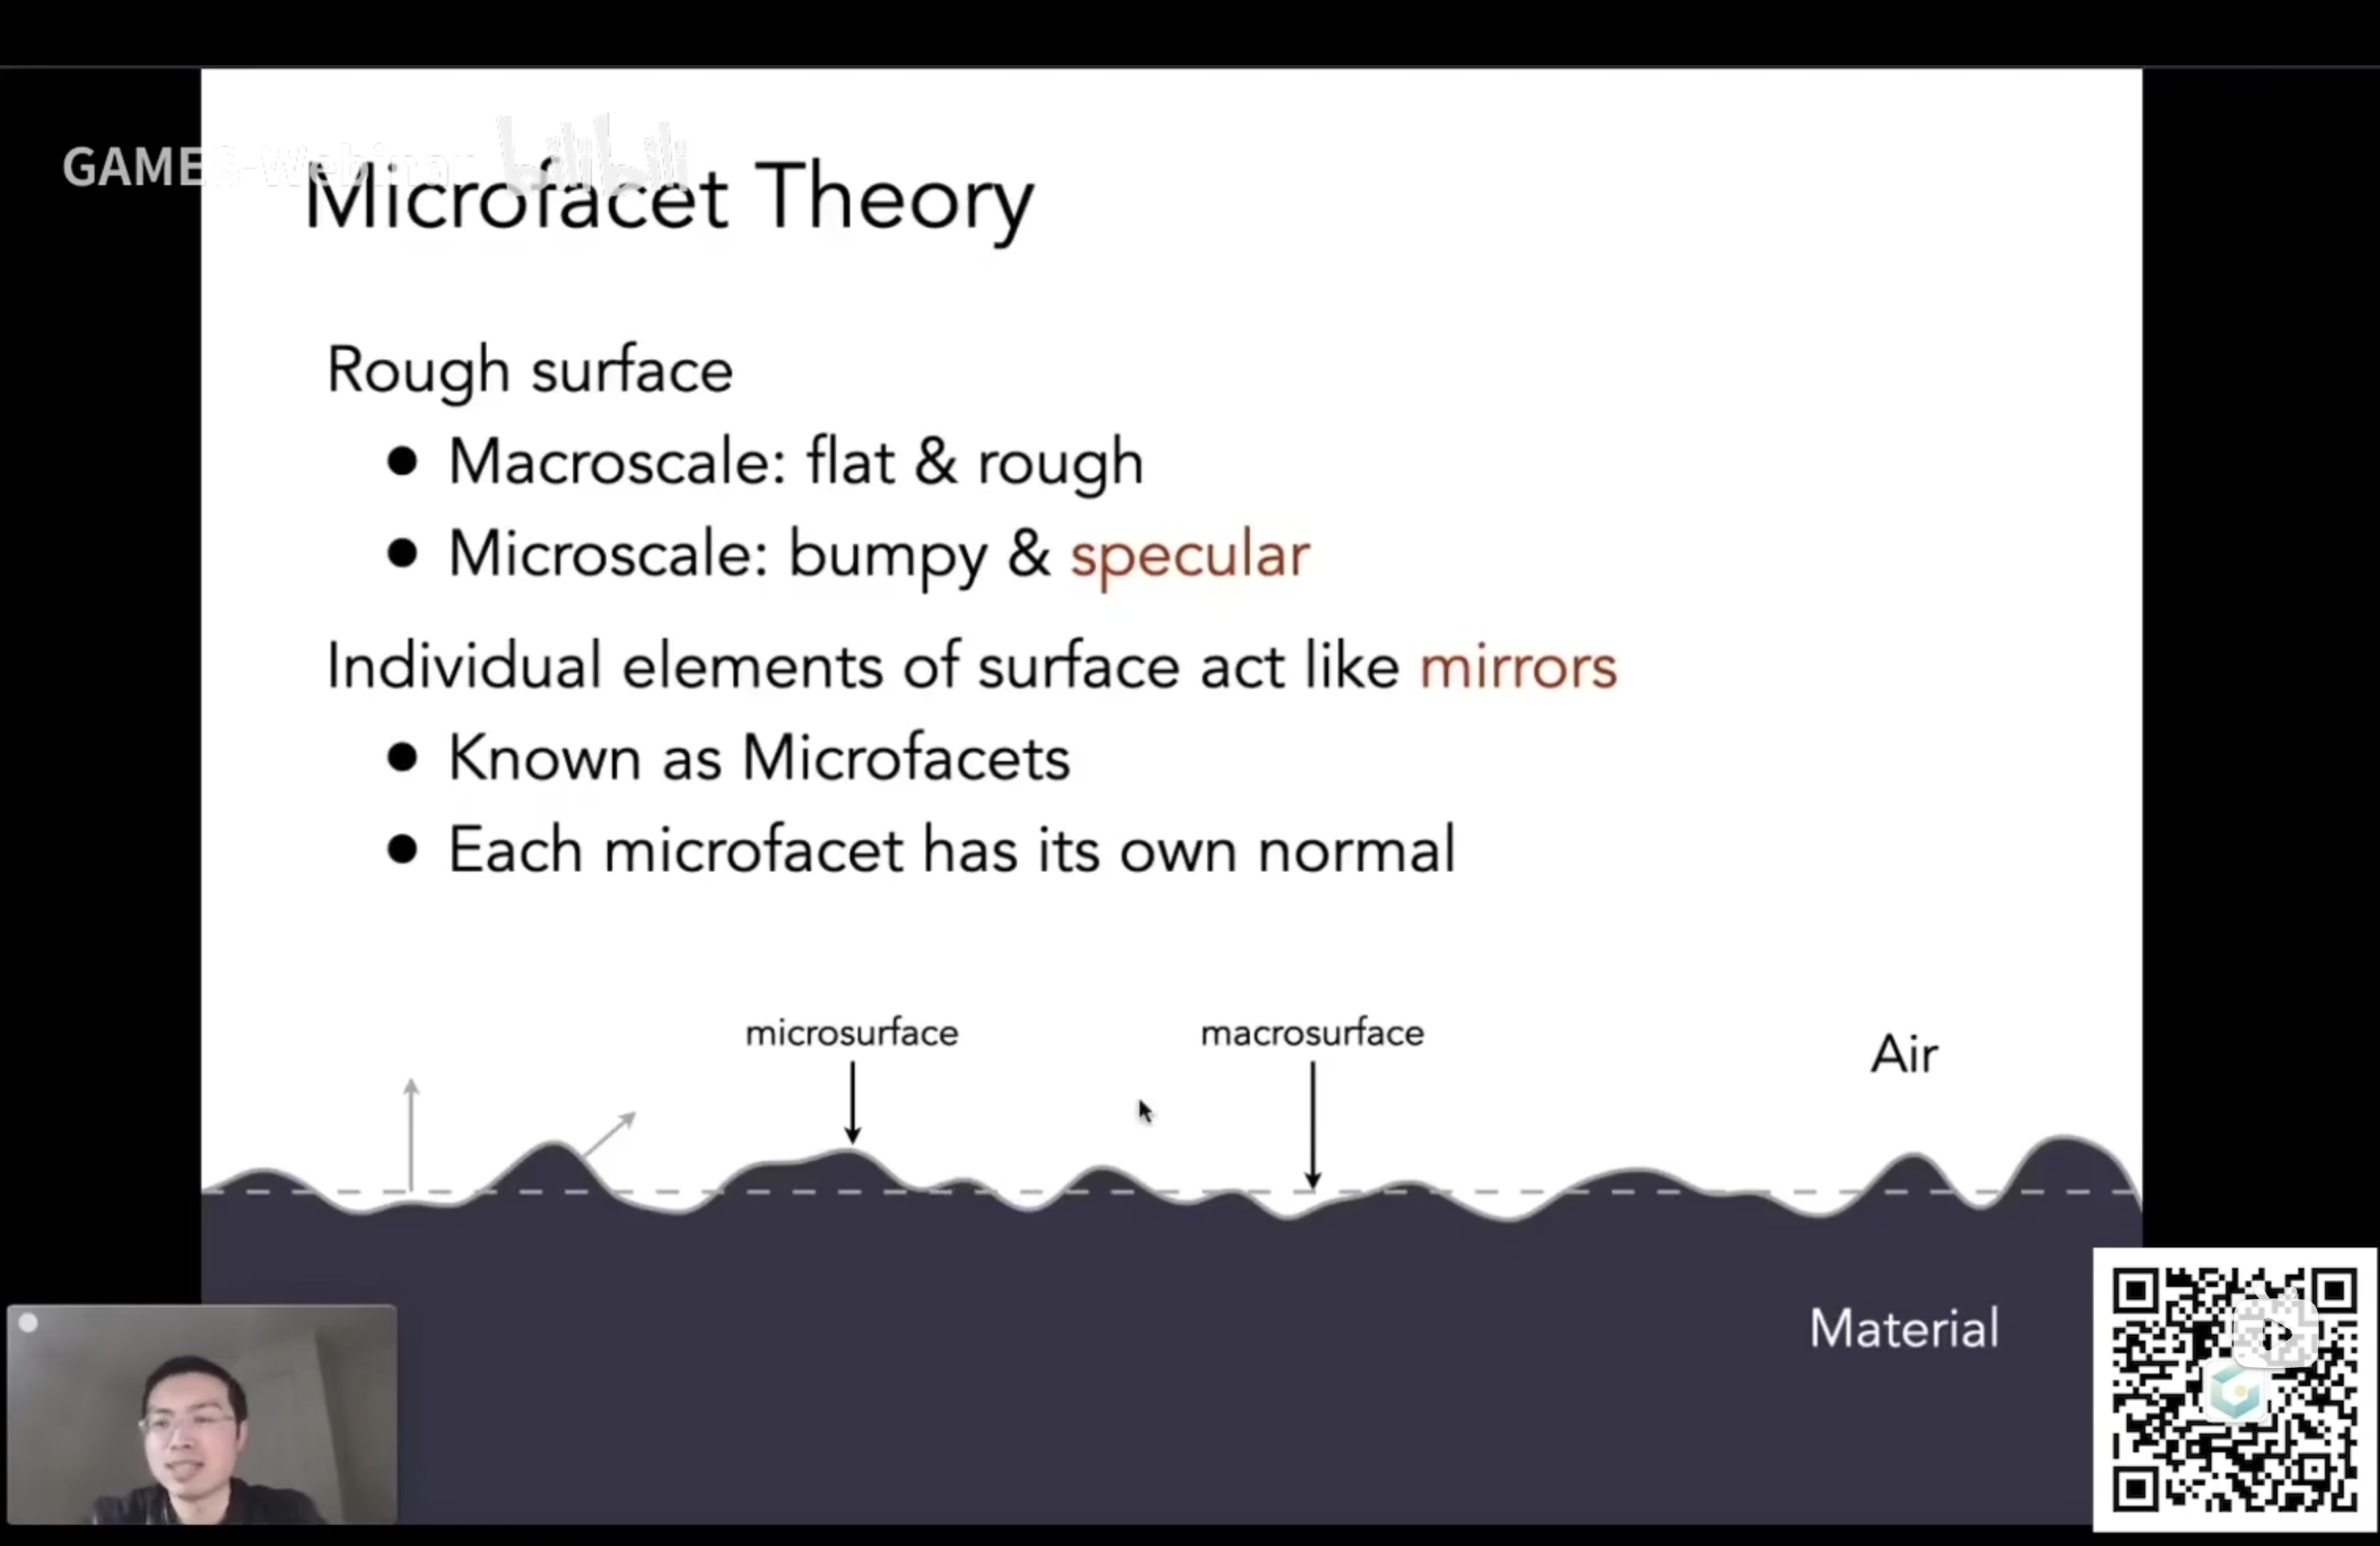 GAMES-Webinar bilibili
Microfacet Theory
Rough surface
● Macroscale: flat & rough
● Microscale: bumpy & specular
Individual elements of surface act like mirrors
● Known as Microfacets
● Each microfacet has its own normal
microsurface
macrosurface
Air
Material